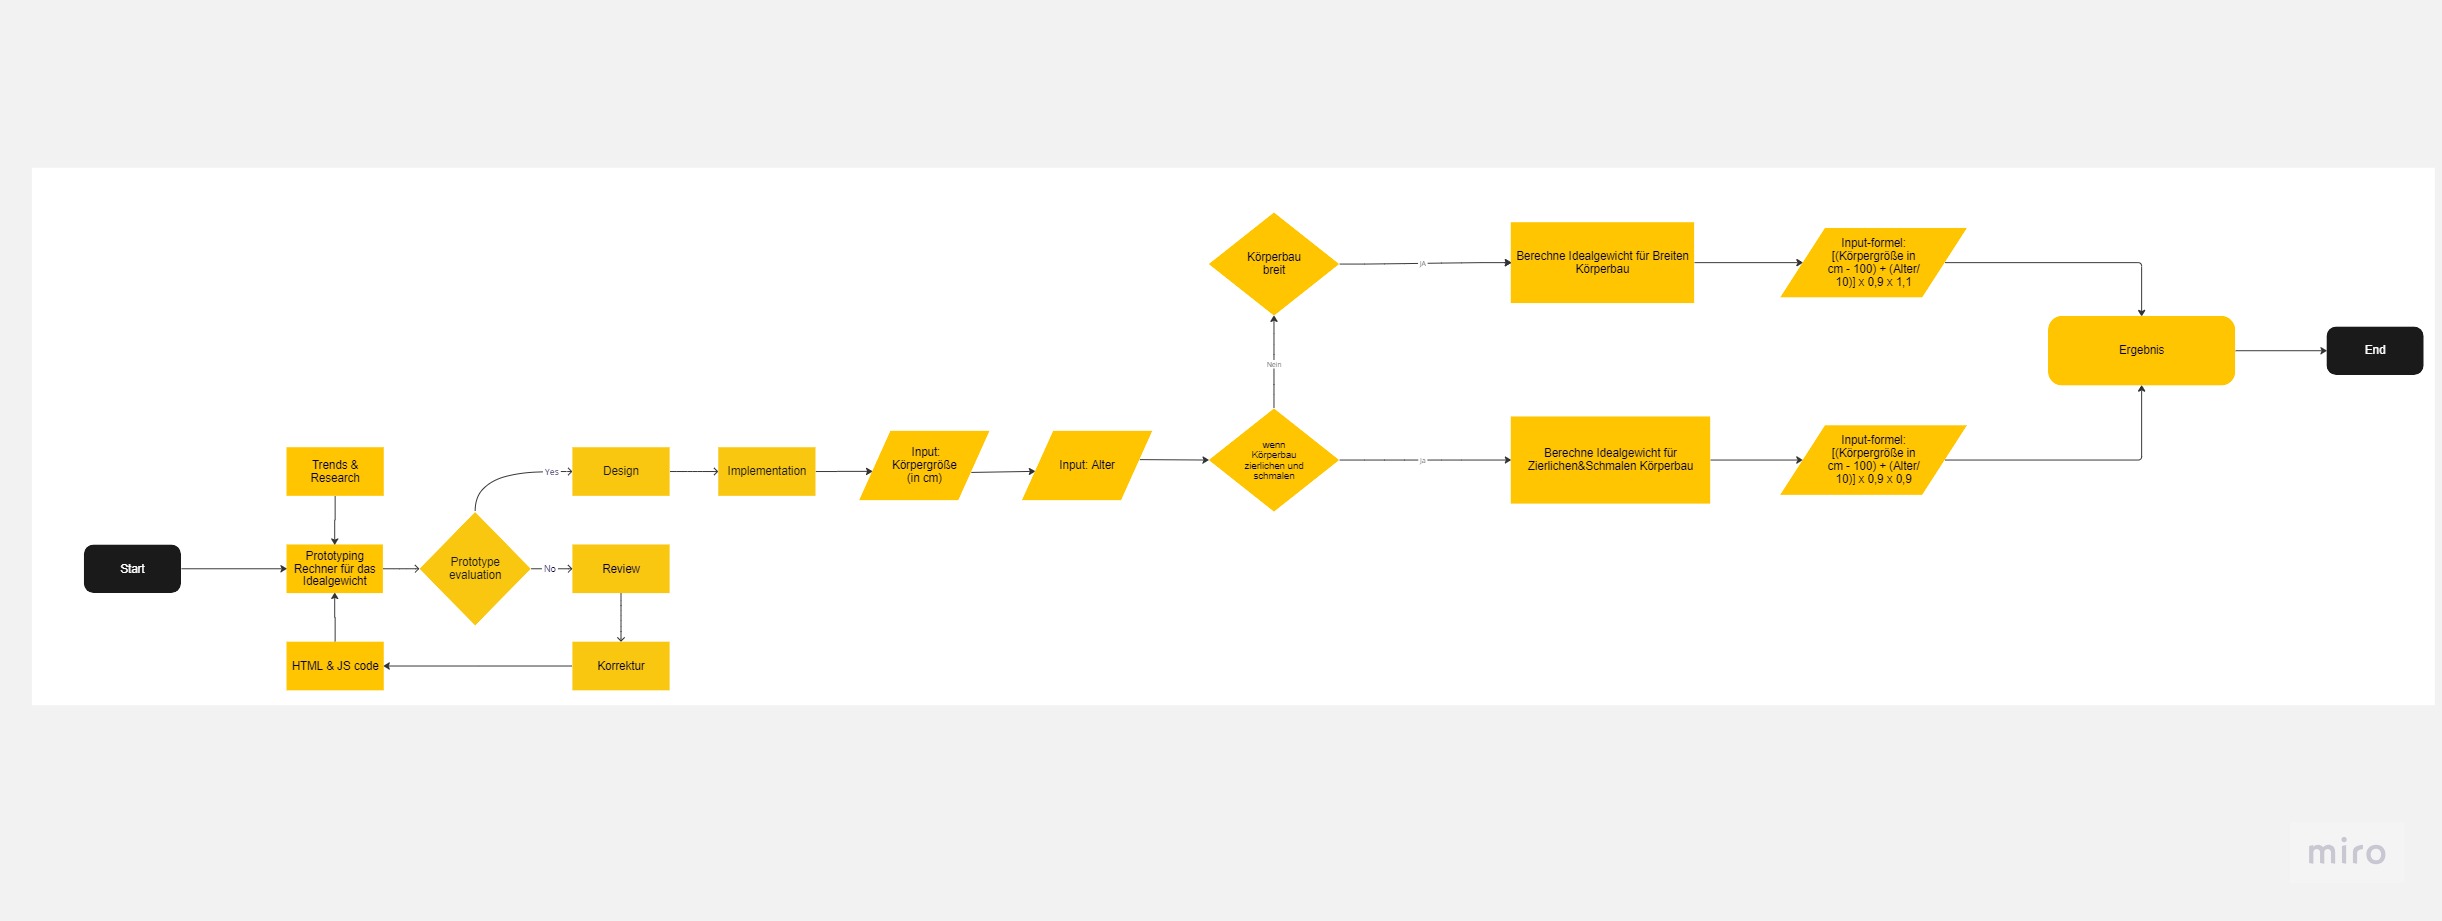 Körperbau
breit
JA
Berechne Idealgewicht für Breiten
Körperbau
Input-formel:
[(Körpergröße in
cm - 100) + (Alter/
10)] x 0,9 x 1,1
Ergebnis
End
Nein
Trends &
Research
Yes
Design
Implementation
Input:
Körpergröße
(in cm)
Input: Alter
wenn
Körperbau
zierlichen und
schmalen
ja
Berechne Idealgewicht für
Zierlichen&Schmalen Körperbau
Input-formel:
[(Körpergröße in
cm - 100) + (Alter/
10)] x 0,9 x 0,9
Start
Prototyping
Rechner für das
Idealgewicht
Prototype
evaluation
No
Review
HTML & JS code
Korrektur
miro